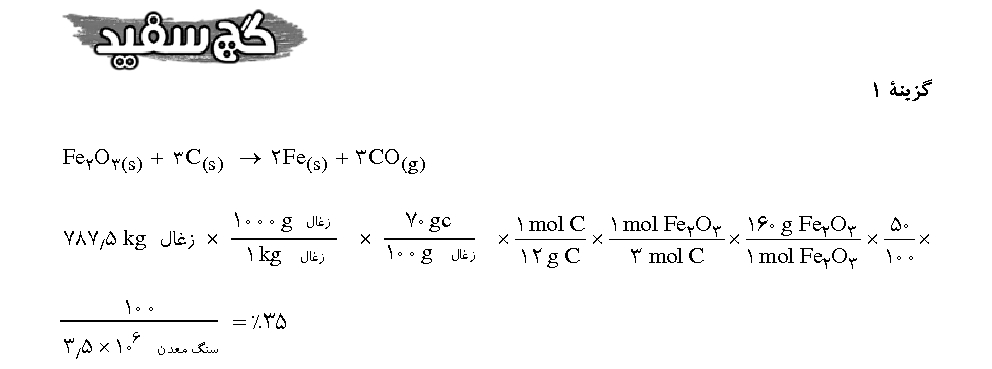 گچ سفید
گزینهٔ ۱
Fe۲O۳(s) + ۳C(s) → ۲Fe(s) + ۳CO(g)
۷۸۷٫۵ kg زغال × ۱۰۰۰ g زغال / ۱ kg زغال × ۷۰ gc / ۱۰۰ g زغال × ۱ mol C / ۱۲ g C × ۱ mol Fe۲O۳ / ۳ mol C × ۱۶۰ g Fe۲O۳ / ۱ mol Fe۲O۳ × ۵۰ / ۱۰۰ ×
۱۰۰ / ۳٫۵ × ۱۰^۶ سنگ معدن = ٪۳۵